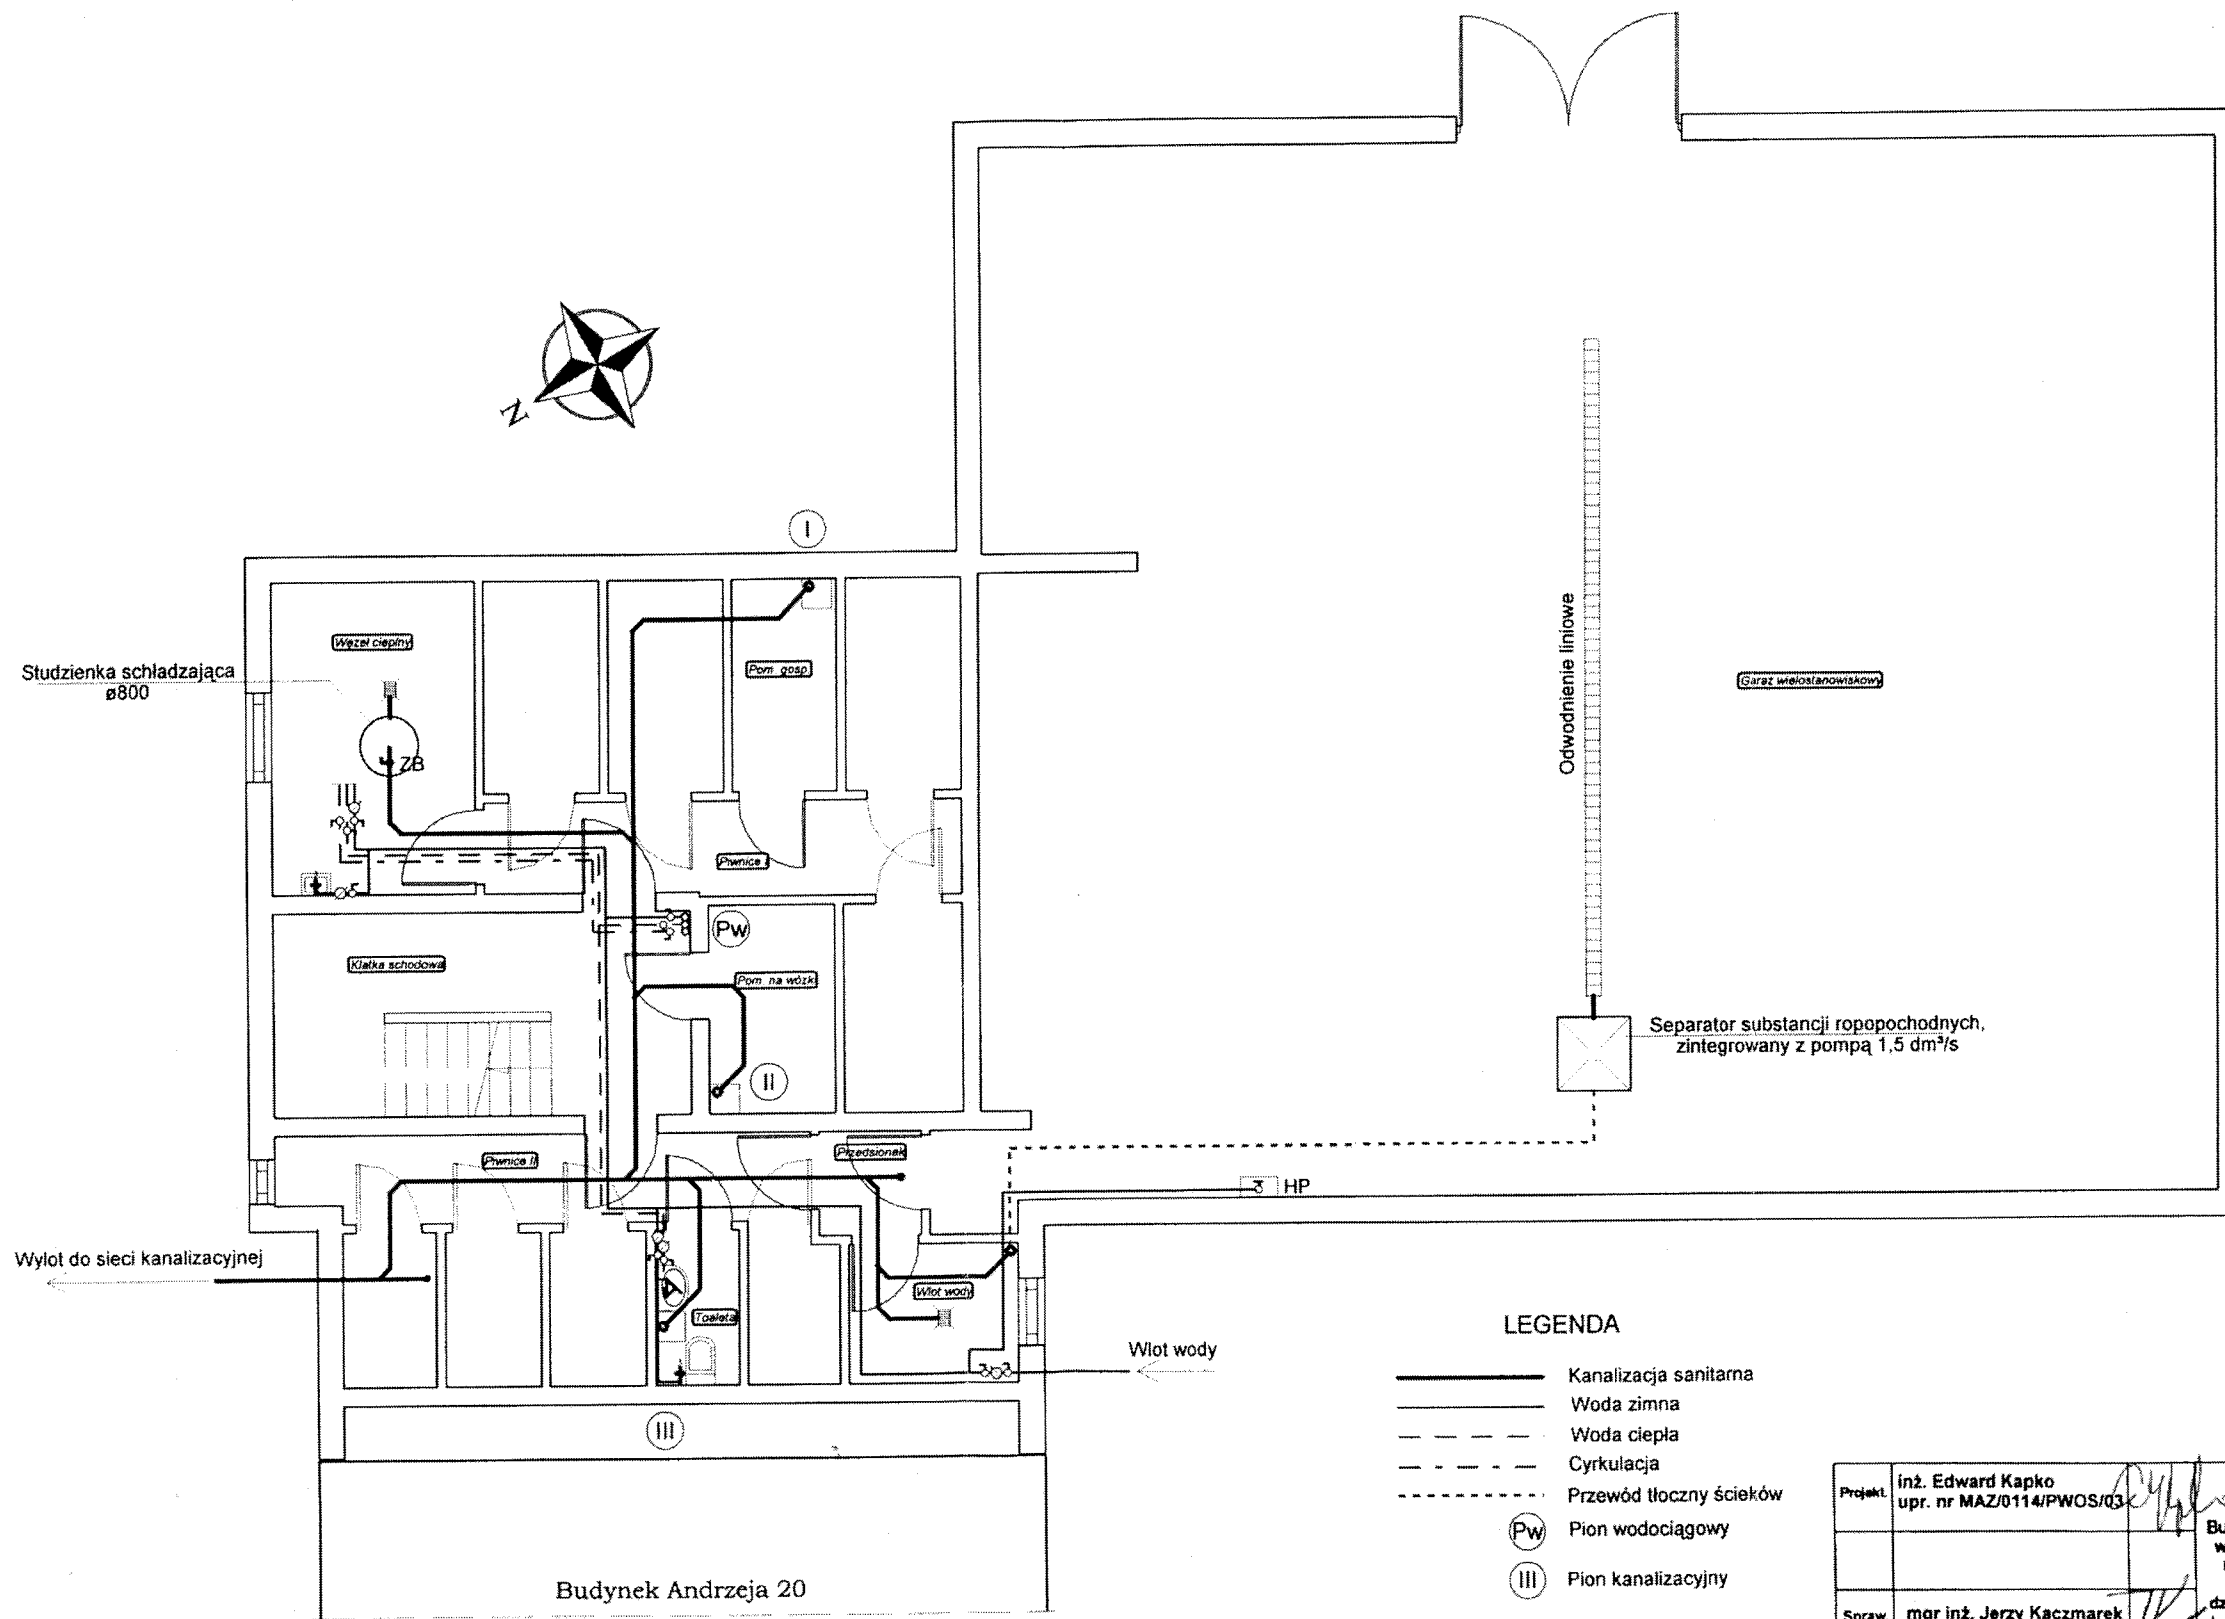 N
I
Węzeł cieplny
Studzienka schładzająca
ø800
Pom. gosp.
Odwodnienie liniowe
Garaż wielostanowiskowy
ZB
Piwnice I
Pw
Klatka schodowa
Pom. na wózki
Separator substancji ropopochodnych,
zintegrowany z pompą 1,5 dm³/s
II
Przedsionek
Piwnice II
HP
Wylot do sieci kanalizacyjnej
Wlot wody
Toaleta
Wlot wody
III
Budynek Andrzeja 20
LEGENDA
Kanalizacja sanitarna
Woda zimna
Woda ciepła
Cyrkulacja
Przewód tłoczny ścieków
Pw Pion wodociągowy
III Pion kanalizacyjny
Projekt. inż. Edward Kapko
upr. nr MAZ/0114/PWOS/03
Bu
w
Spraw. mgr inż. Jerzy Kaczmarek
dz